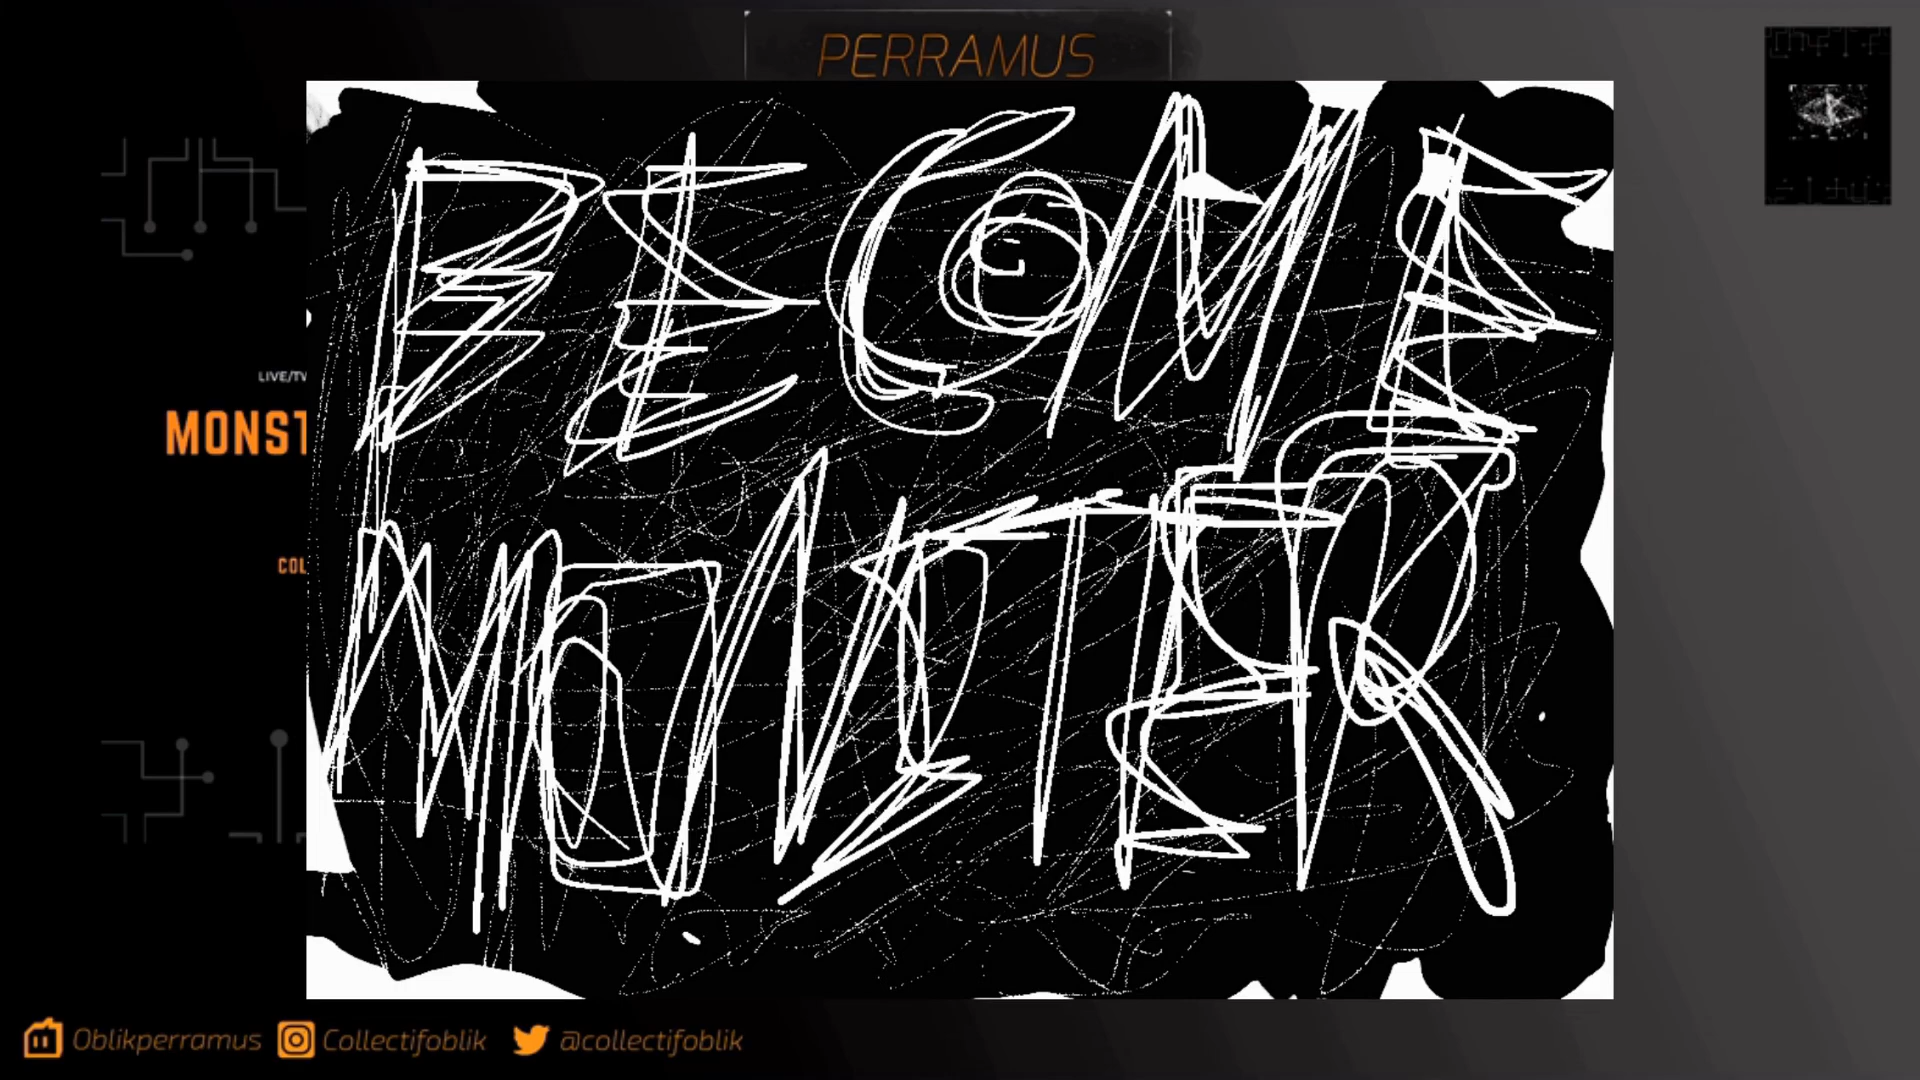 PERRAMUS
BECOME
MONSTER
LIVE/TV
MONST
COL
Oblikperramus Collectifoblik @collectifoblik